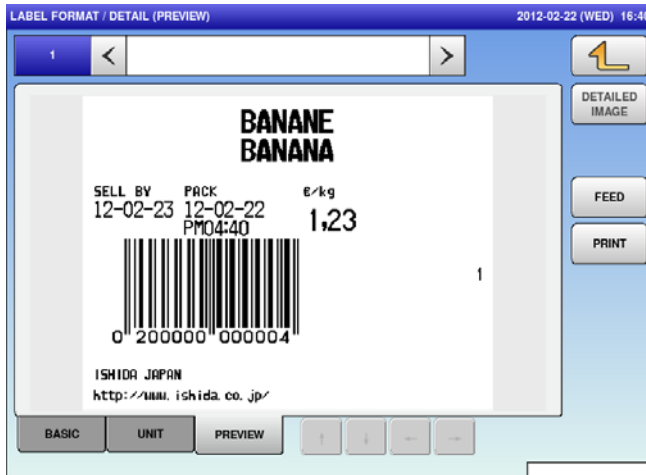 LABEL FORMAT / DETAIL (PREVIEW) 2012-02-22 (WED) 16:40
1
DETAILED
IMAGE
BANANE
BANANA
SELL BY PACK €/kg
12-02-23 12-02-22 1,23
PM04:40
FEED
PRINT
1
0 200000 000004
ISHIDA JAPAN
http://www.ishida.co.jp/
BASIC UNIT PREVIEW